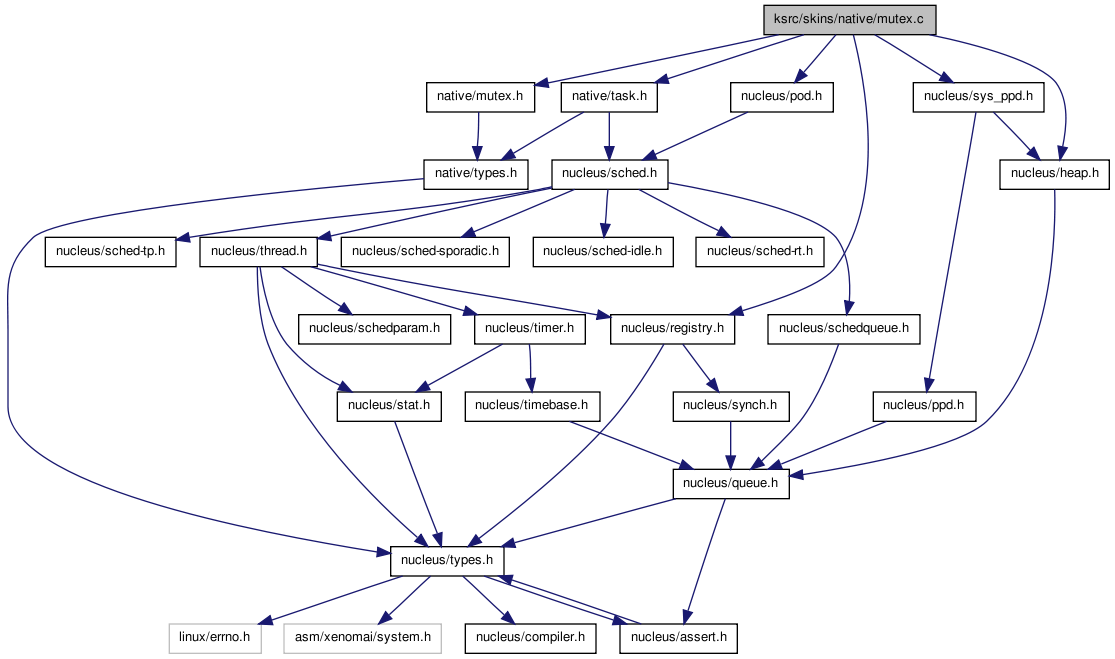 ksrc/skins/native/mutex.c
native/mutex.h
native/task.h
nucleus/pod.h
nucleus/sys_ppd.h
native/types.h
nucleus/sched.h
nucleus/heap.h
nucleus/sched-tp.h
nucleus/thread.h
nucleus/sched-sporadic.h
nucleus/sched-idle.h
nucleus/sched-rt.h
nucleus/schedparam.h
nucleus/timer.h
nucleus/registry.h
nucleus/schedqueue.h
nucleus/stat.h
nucleus/timebase.h
nucleus/synch.h
nucleus/ppd.h
nucleus/queue.h
nucleus/types.h
linux/errno.h
asm/xenomai/system.h
nucleus/compiler.h
nucleus/assert.h